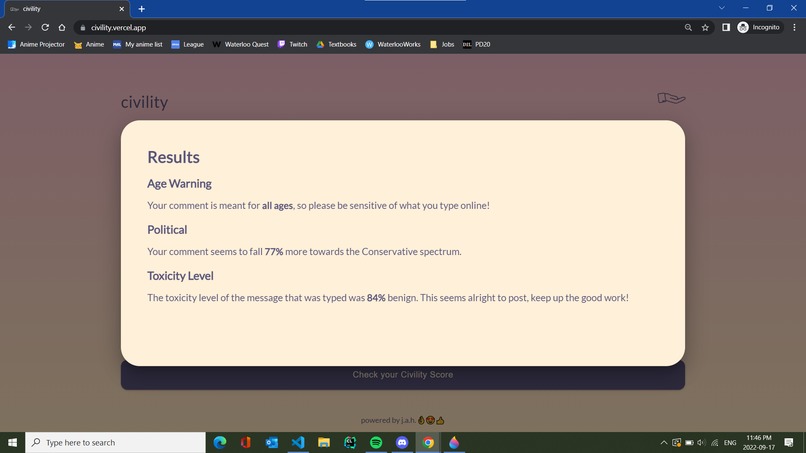 civility
civility.vercel.app
Incognito
Anime Projector
Anime
My anime list
League
Waterloo Quest
Twitch
Textbooks
WaterlooWorks
Jobs
PD20
civility
Results
Age Warning
Your comment is meant for all ages, so please be sensitive of what you type online!
Political
Your comment seems to fall 77% more towards the Conservative spectrum.
Toxicity Level
The toxicity level of the message that was typed was 84% benign. This seems alright to post, keep up the good work!
Check your Civility Score
powered by j.a.h.
Type here to search
ENG
11:46 PM
2022-09-17